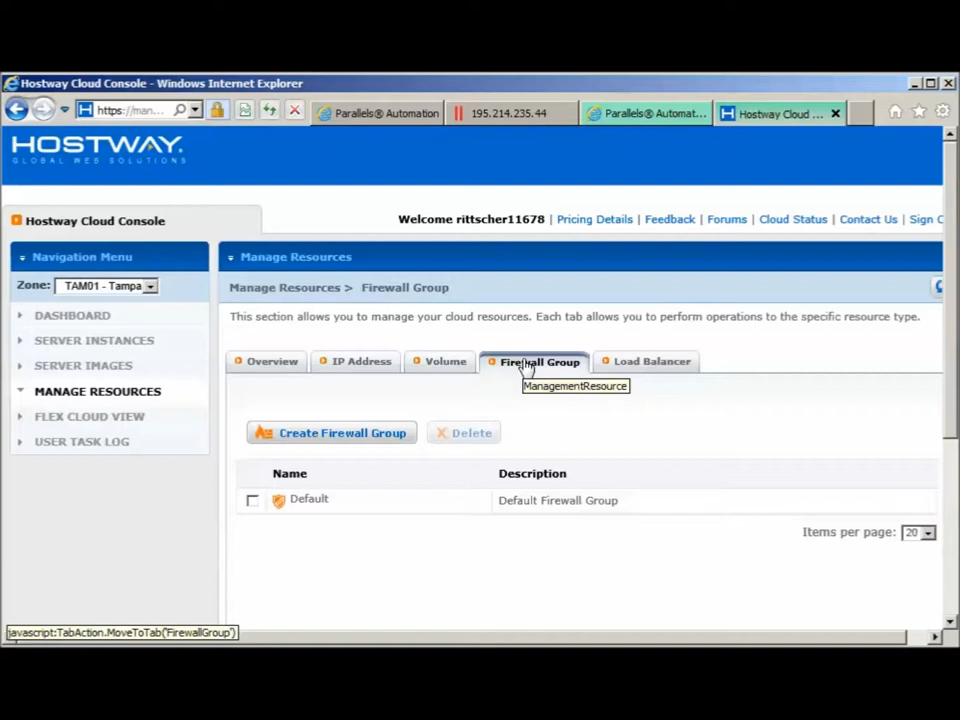 Hostway Cloud Console - Windows Internet Explorer
https://man...
Parallels® Automation
195.214.235.44
Parallels® Automat...
Hostway Cloud ...
HOSTWAY.
GLOBAL WEB SOLUTIONS
Hostway Cloud Console
Welcome rittscher11678 | Pricing Details | Feedback | Forums | Cloud Status | Contact Us | Sign C
Navigation Menu
Zone: TAM01 - Tampa
DASHBOARD
SERVER INSTANCES
SERVER IMAGES
MANAGE RESOURCES
FLEX CLOUD VIEW
USER TASK LOG
Manage Resources
Manage Resources > Firewall Group
This section allows you to manage your cloud resources. Each tab allows you to perform operations to the specific resource type.
Overview
IP Address
Volume
Firewall Group
Load Balancer
ManagementResource
Create Firewall Group
Delete
Name Description
Default Default Firewall Group
Items per page: 20
javascript:TabAction.MoveToTab('FirewallGroup')